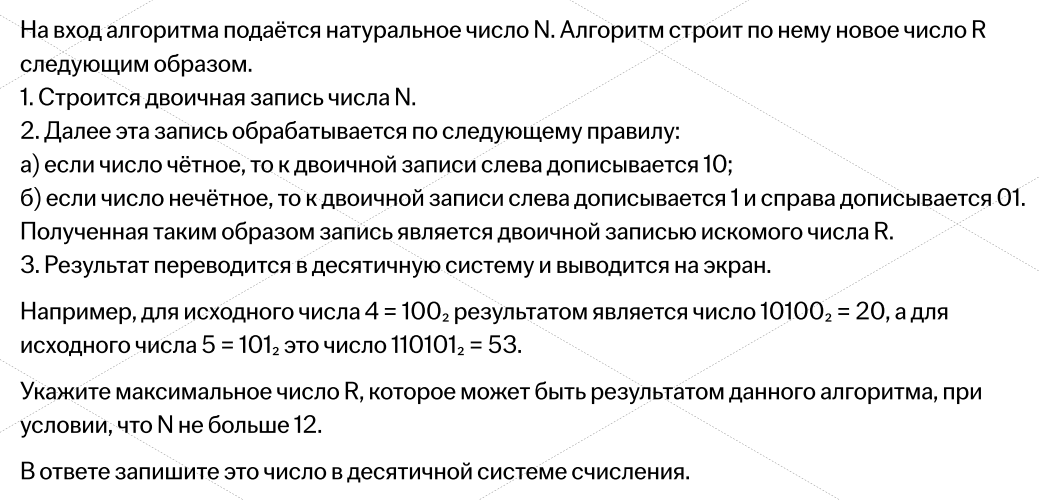 На вход алгоритма подаётся натуральное число N. Алгоритм строит по нему новое число R
следующим образом.
1. Строится двоичная запись числа N.
2. Далее эта запись обрабатывается по следующему правилу:
а) если число чётное, то к двоичной записи слева дописывается 10;
б) если число нечётное, то к двоичной записи слева дописывается 1 и справа дописывается 01.
Полученная таким образом запись является двоичной записью искомого числа R.
3. Результат переводится в десятичную систему и выводится на экран.
Например, для исходного числа 4 = 100₂ результатом является число 10100₂ = 20, а для
исходного числа 5 = 101₂ это число 110101₂ = 53.
Укажите максимальное число R, которое может быть результатом данного алгоритма, при
условии, что N не больше 12.
В ответе запишите это число в десятичной системе счисления.